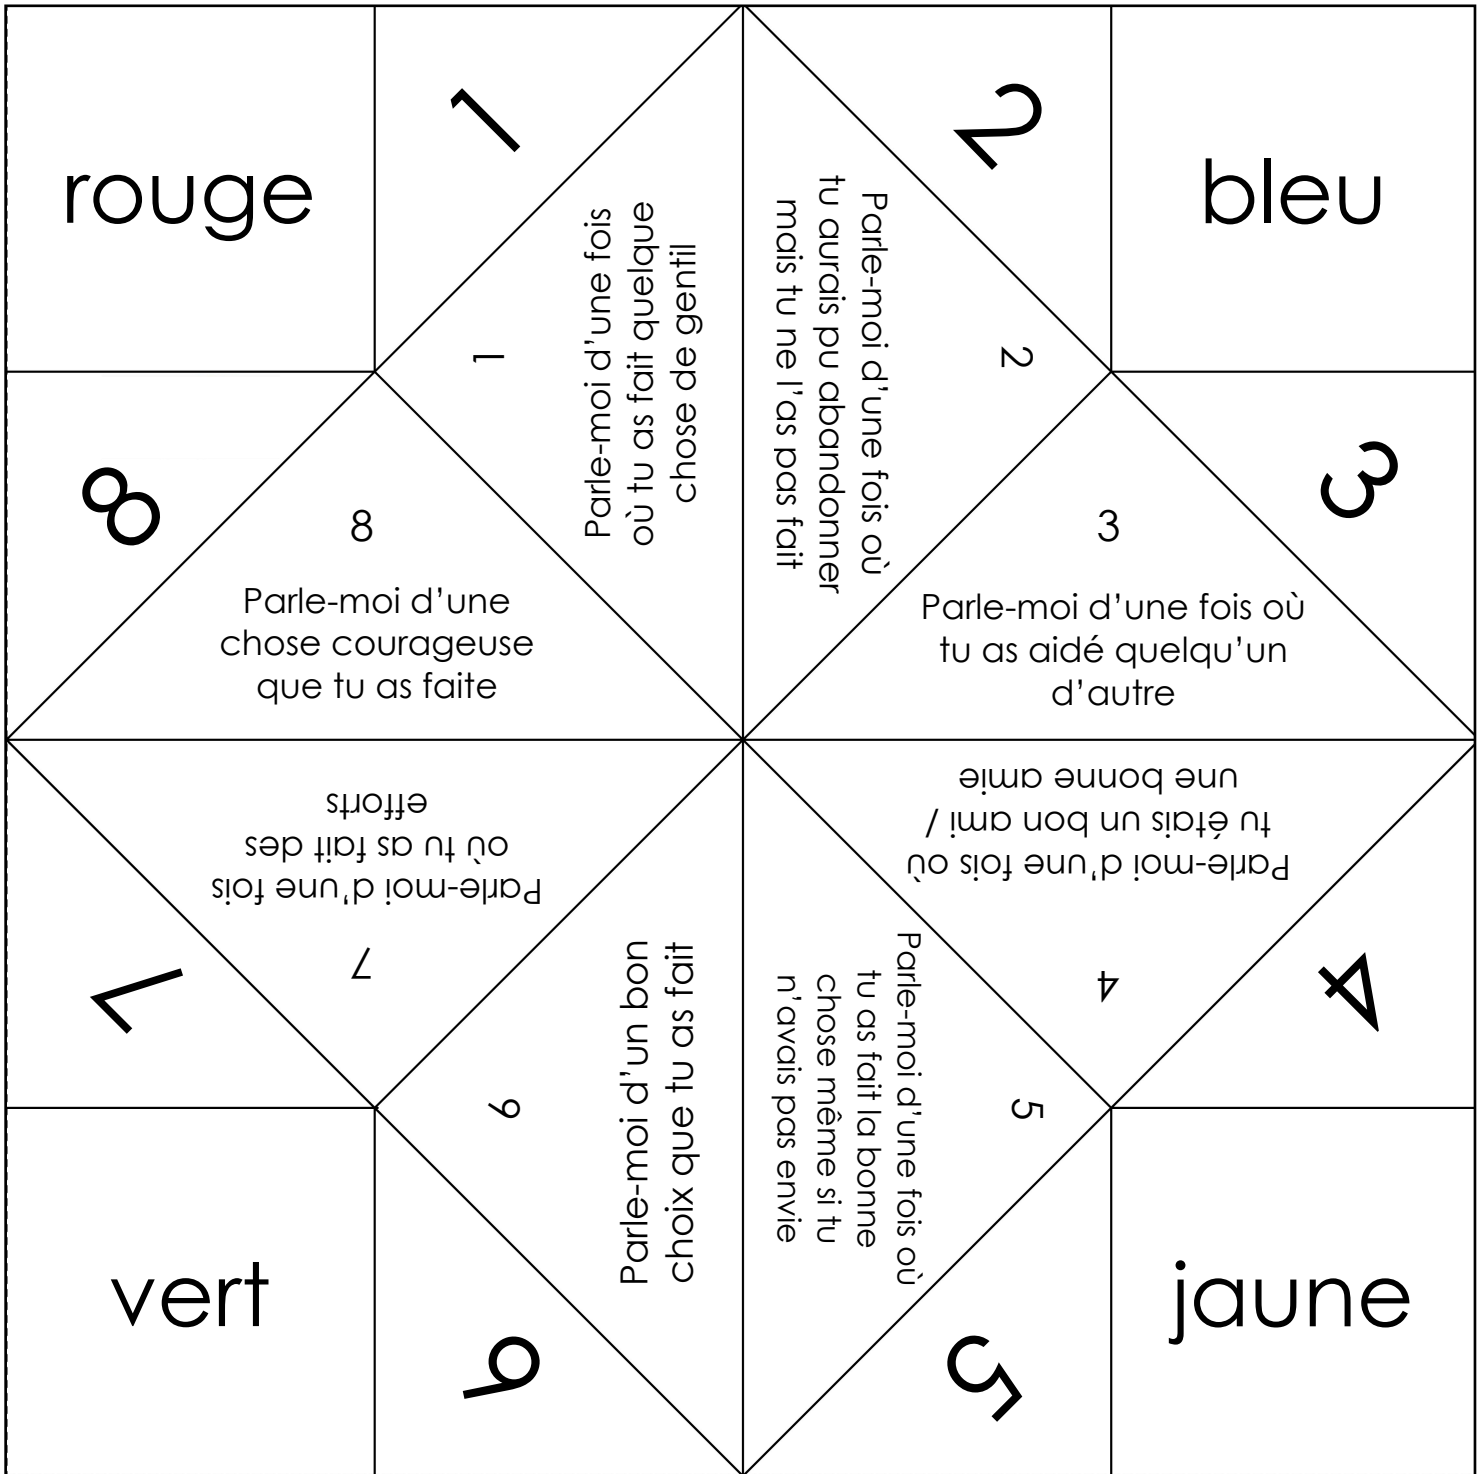 rouge
1
2
bleu
1
Parle-moi d’une fois
où tu as fait quelque
chose de gentil
2
Parle-moi d’une fois où
tu aurais pu abandonner
mais tu ne l’as pas fait
8
3
8
Parle-moi d’une
chose courageuse
que tu as faite
3
Parle-moi d’une fois où
tu as aidé quelqu’un
d’autre
7
Parle-moi d’une fois
où tu as fait des
efforts
4
Parle-moi d’une fois où
tu étais un bon ami /
une bonne amie
7
4
6
Parle-moi d’un bon
choix que tu as fait
5
Parle-moi d’une fois où
tu as fait la bonne
chose même si tu
n’avais pas envie
vert
6
5
jaune